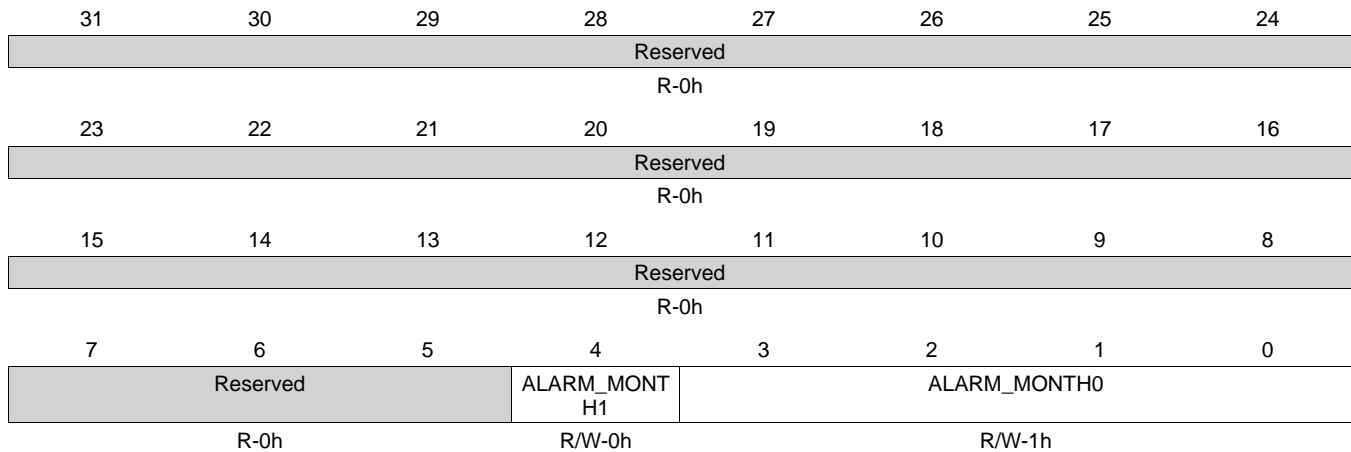 31 30 29 28 27 26 25 24
Reserved
R-0h
23 22 21 20 19 18 17 16
Reserved
R-0h
15 14 13 12 11 10 9 8
Reserved
R-0h
7 6 5 4 3 2 1 0
Reserved ALARM_MONT ALARM_MONTH0
H1
R-0h R/W-0h R/W-1h